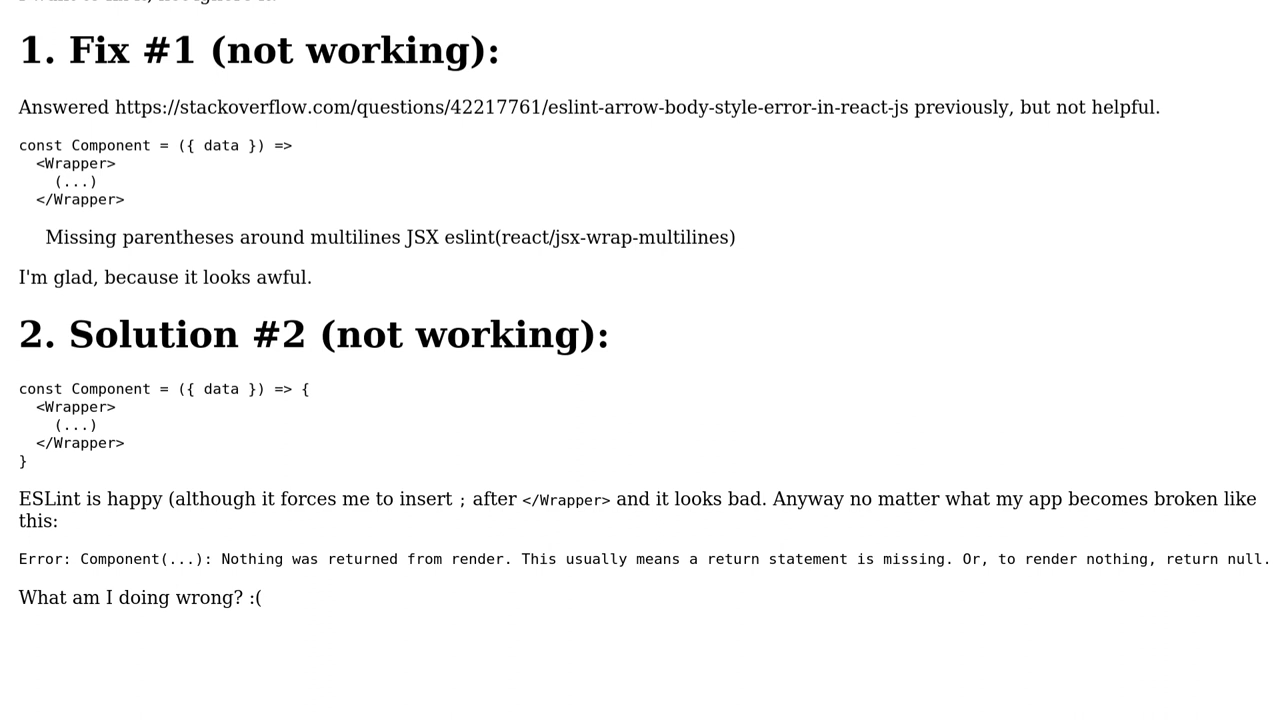 1. Fix #1 (not working):
Answered https://stackoverflow.com/questions/42217761/eslint-arrow-body-style-error-in-react-js previously, but not helpful.
const Component = ({ data }) =>
  <Wrapper>
    (...)
  </Wrapper>
Missing parentheses around multilines JSX eslint(react/jsx-wrap-multilines)
I'm glad, because it looks awful.
2. Solution #2 (not working):
const Component = ({ data }) => {
  <Wrapper>
    (...)
  </Wrapper>
}
ESLint is happy (although it forces me to insert ; after </Wrapper> and it looks bad. Anyway no matter what my app becomes broken like
this:
Error: Component(...): Nothing was returned from render. This usually means a return statement is missing. Or, to render nothing, return null.
What am I doing wrong? :(